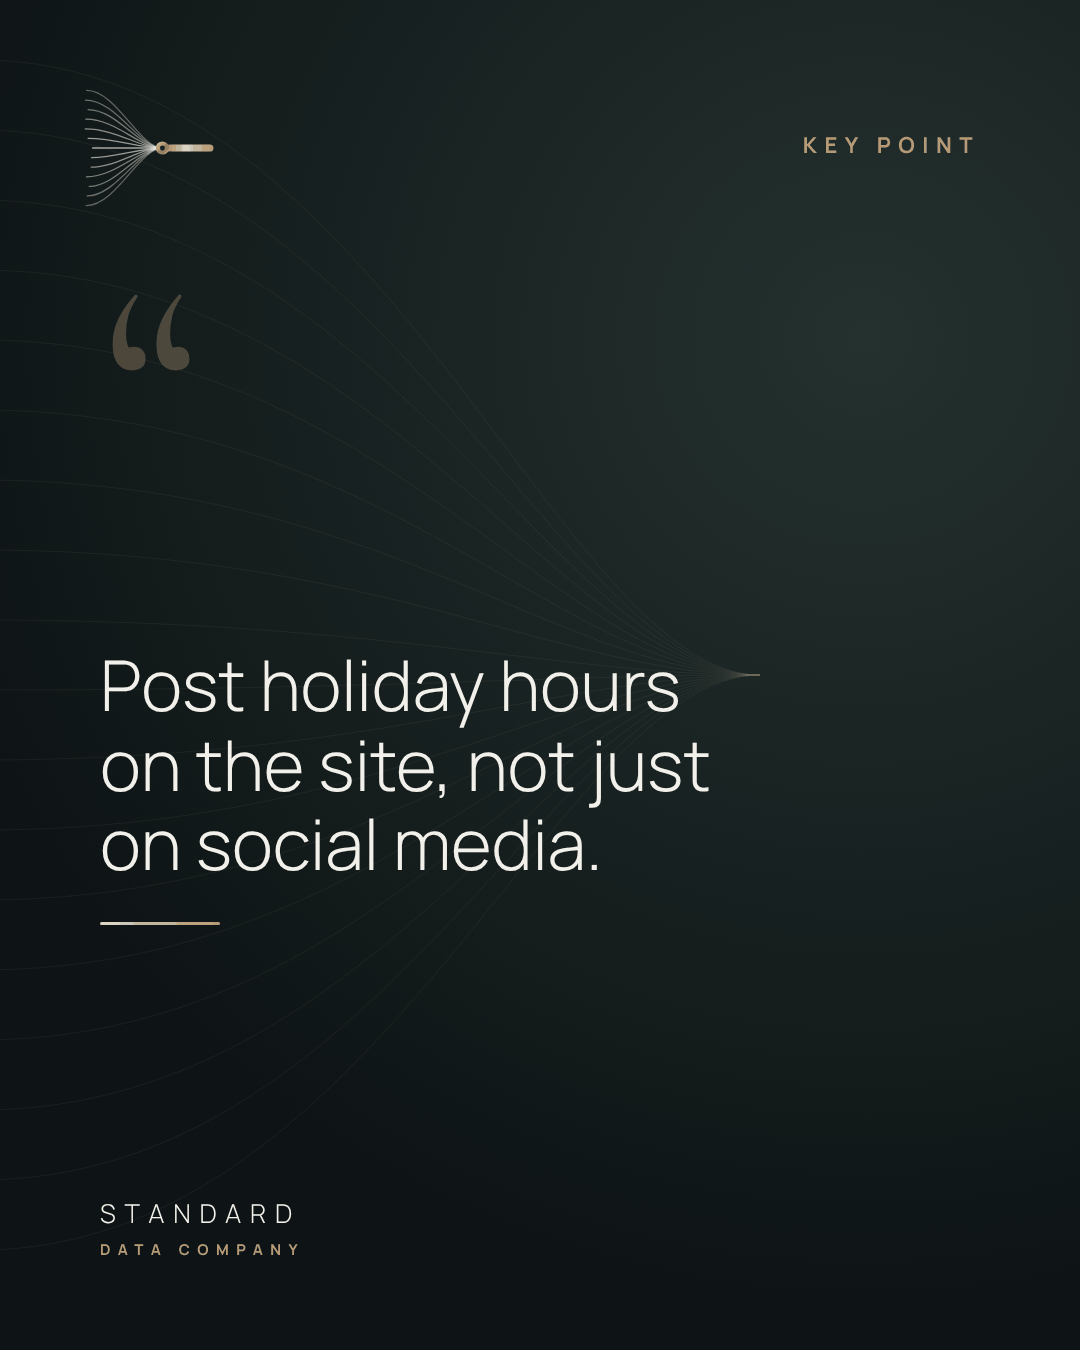 KEY POINT
“
Post holiday hours
on the site, not just
on social media.
STANDARD
DATA COMPANY